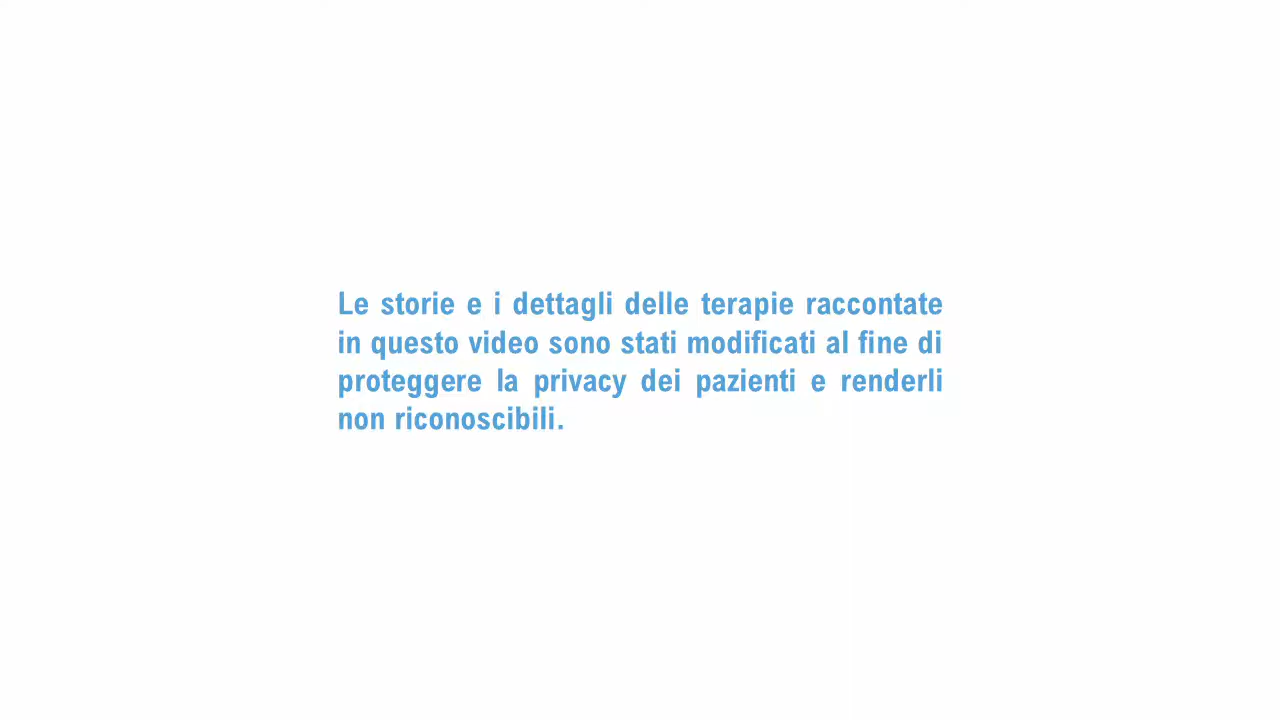 Le storie e i dettagli delle terapie raccontate
in questo video sono stati modificati al fine di
proteggere la privacy dei pazienti e renderli
non riconoscibili.